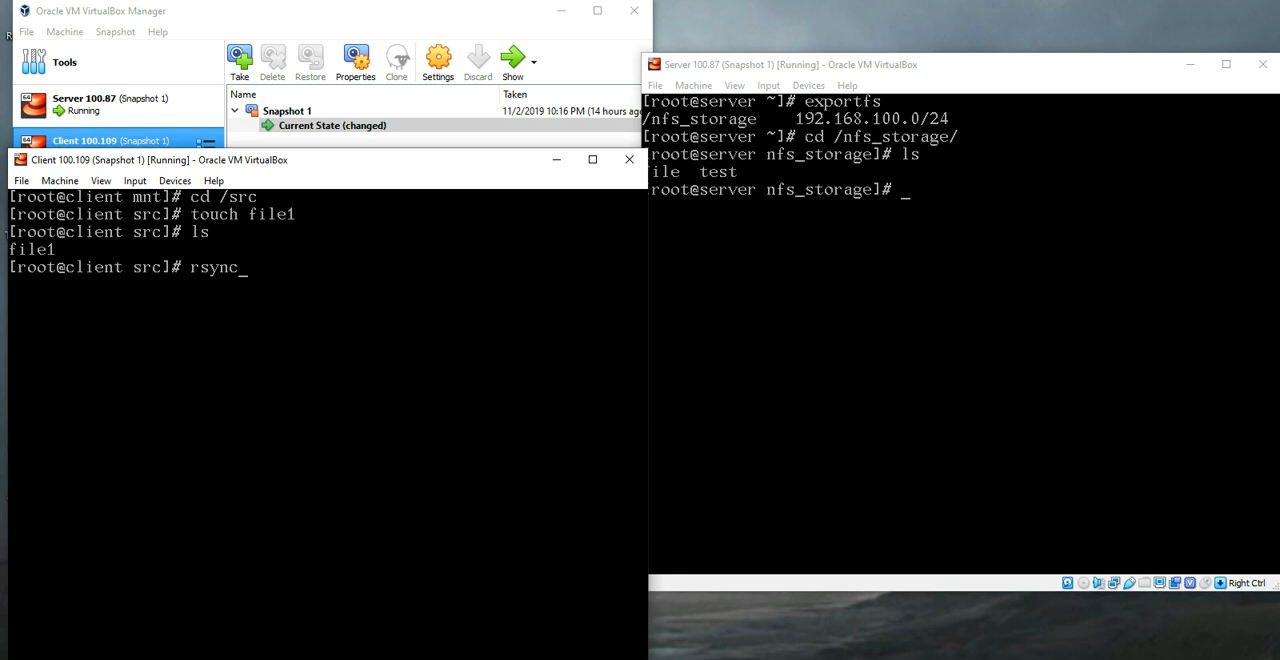 Oracle VM VirtualBox Manager
File Machine Snapshot Help
Tools
Take Delete Restore Properties Clone Settings Discard Show
Server 100.87 (Snapshot 1)
Running
Client 100.109 (Snapshot 1)
Name Taken
Snapshot 1 11/2/2019 10:16 PM (14 hours ago
Current State (changed)
Client 100.109 (Snapshot 1) [Running] - Oracle VM VirtualBox
File Machine View Input Devices Help
[root@client mnt]# cd /src
[root@client src]# touch file1
[root@client src]# ls
file1
[root@client src]# rsync_
Server 100.87 (Snapshot 1) [Running] - Oracle VM VirtualBox
File Machine View Input Devices Help
[root@server ~]# exportfs
/nfs_storage 192.168.100.0/24
[root@server ~]# cd /nfs_storage/
[root@server nfs_storage]# ls
file test
[root@server nfs_storage]# _
Right Ctrl